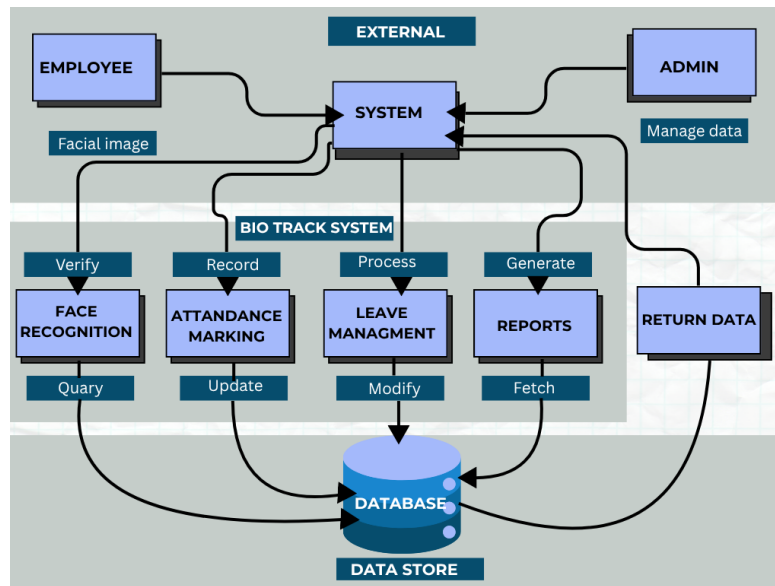 EXTERNAL
EMPLOYEE
ADMIN
SYSTEM
Facial image
Manage data
BIO TRACK SYSTEM
Verify
Record
Process
Generate
FACE
RECOGNITION
ATTANDANCE
MARKING
LEAVE
MANAGMENT
REPORTS
RETURN DATA
Quary
Update
Modify
Fetch
DATABASE
DATA STORE